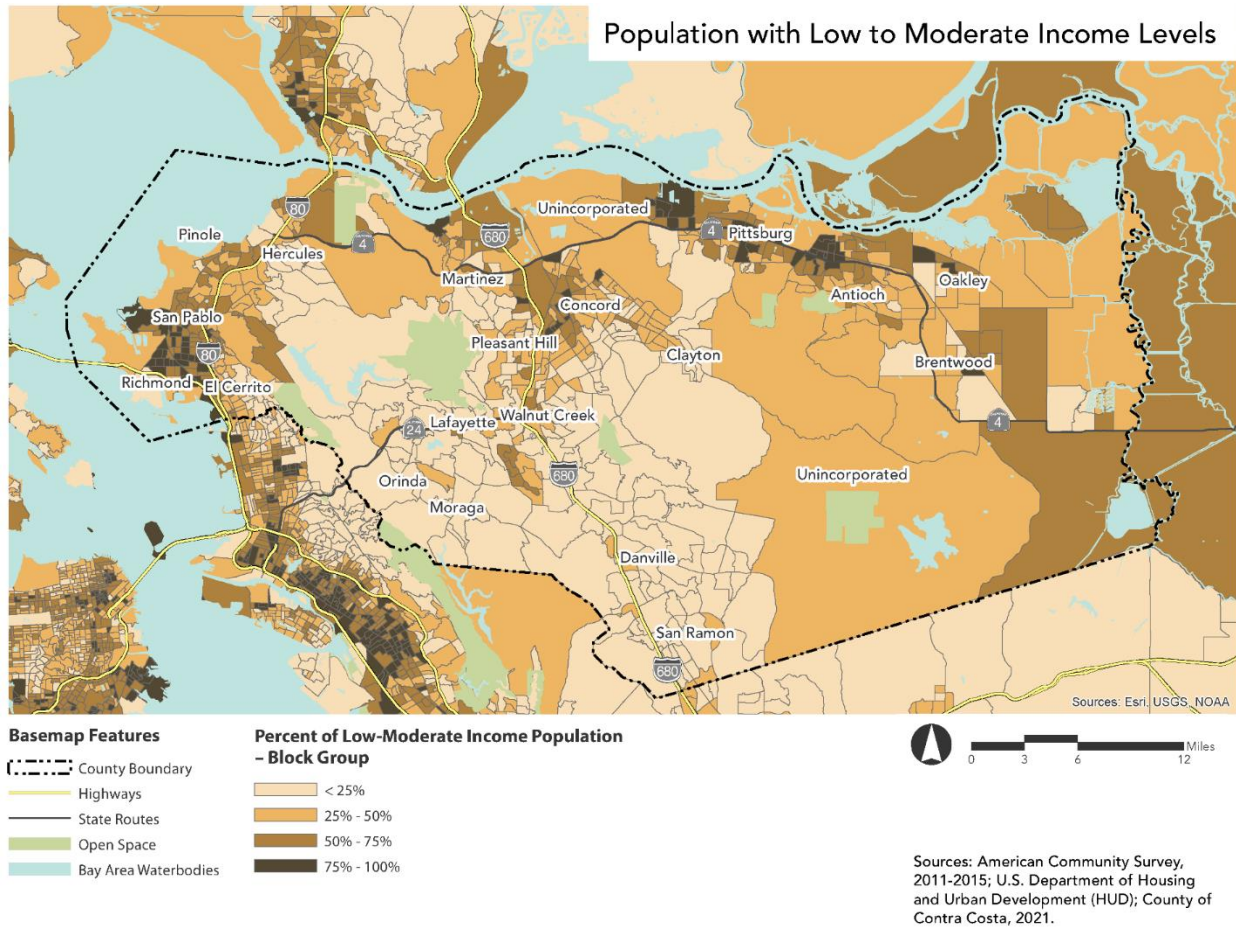 Population with Low to Moderate Income Levels
80
Unincorporated
4
Pittsburg
Pinole
Hercules
4
680
Martinez
Concord
Antioch
Oakley
San Pablo
80
Pleasant Hill
Clayton
Brentwood
Richmond
El Cerrito
24
Lafayette
Walnut Creek
4
Orinda
680
Unincorporated
Moraga
Danville
San Ramon
680
Sources: Esri, USGS, NOAA
Basemap Features
County Boundary
Highways
State Routes
Open Space
Bay Area Waterbodies
Percent of Low-Moderate Income Population
– Block Group
< 25%
25% - 50%
50% - 75%
75% - 100%
0 3 6 12 Miles
Sources: American Community Survey,
2011-2015; U.S. Department of Housing
and Urban Development (HUD); County of
Contra Costa, 2021.